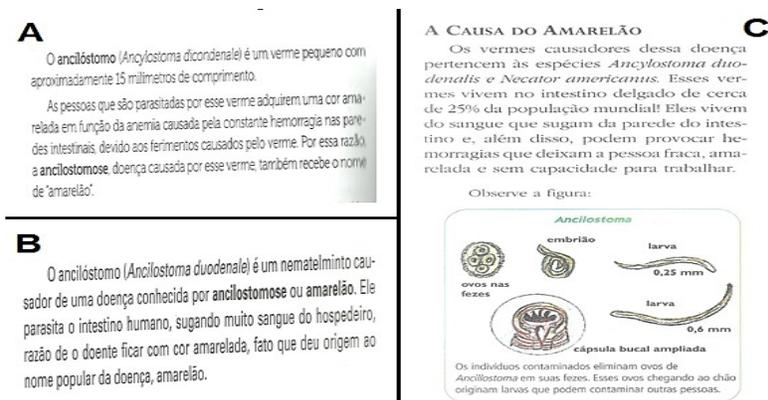 A
O ancilóstomo (Ancylostoma dicondenale) é um verme pequeno com
aproximadamente 15 milímetros de comprimento.
As pessoas que são parasitadas por esse verme adquirem uma cor ama-
relada em função da anemia causada pela constante hemorragia nas pare-
des intestinais, devido aos ferimentos causados pelo verme. Por essa razão,
a ancilostomose, doença causada por esse verme, também recebe o nome
de "amarelão".
B
O ancilóstomo (Ancilostoma duodenale) é um nematelminto cau-
sador de uma doença conhecida por ancilostomose ou amarelão. Ele
parasita o intestino humano, sugando muito sangue do hospedeiro,
razão de o doente ficar com cor amarelada, fato que deu origem ao
nome popular da doença, amarelão.
C
A CAUSA DO AMARELÃO
Os vermes causadores dessa doença
pertencem às espécies Ancylostoma duo-
denalis e Necator americanus. Esses ver-
mes vivem no intestino delgado de cerca
de 25% da população mundial! Eles vivem
do sangue que sugam da parede do intes-
tino e, além disso, podem provocar he-
morragias que deixam a pessoa fraca, ama-
relada e sem capacidade para trabalhar.
Observe a figura:
Ancilostoma
embrião
larva
0,25 mm
ovos nas
fezes
larva
0,6 mm
cápsula bucal ampliada
Os indivíduos contaminados eliminam ovos de
Ancillostoma em suas fezes. Esses ovos chegando ao chão
originam larvas que podem contaminar outras pessoas.